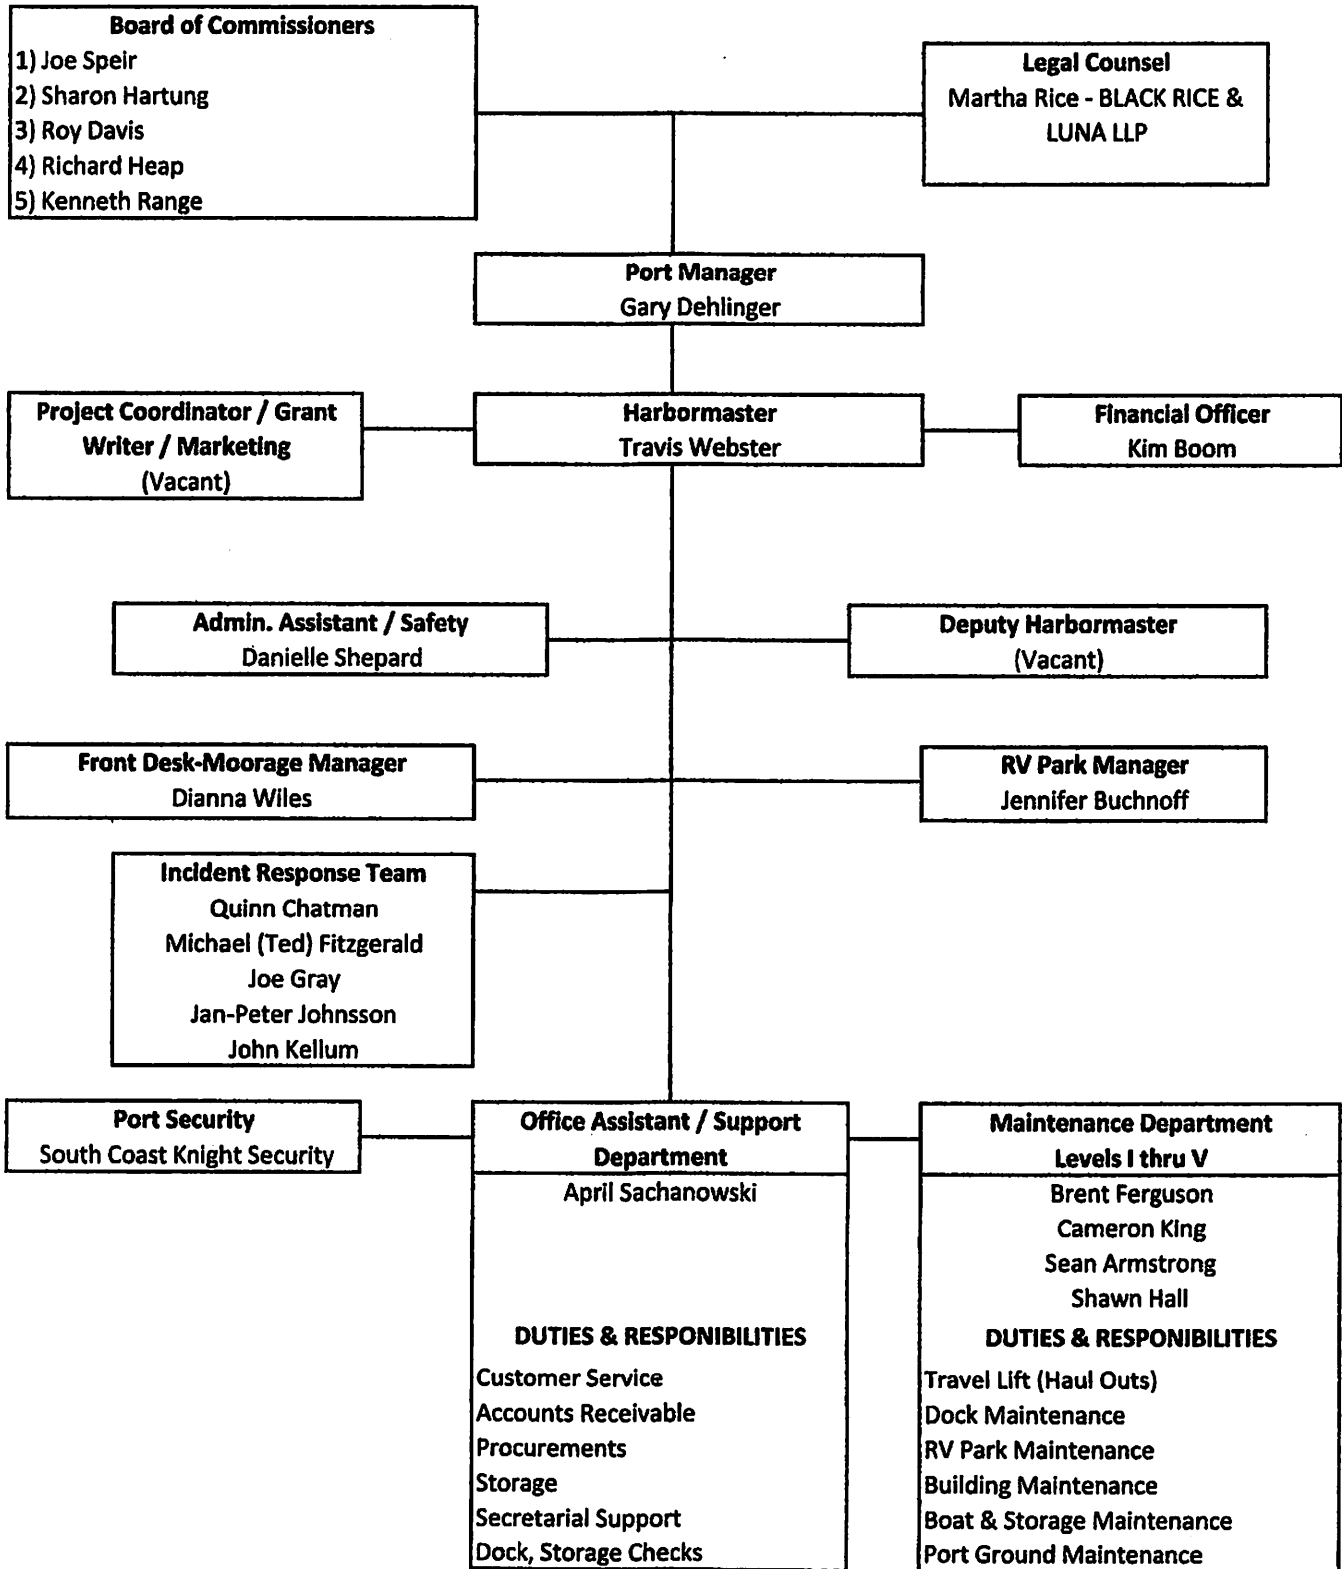 Board of Commissioners
1) Joe Speir
2) Sharon Hartung
3) Roy Davis
4) Richard Heap
5) Kenneth Range
Legal Counsel
Martha Rice - BLACK RICE &
LUNA LLP
Port Manager
Gary Dehlinger
Project Coordinator / Grant
Writer / Marketing
(Vacant)
Harbormaster
Travis Webster
Financial Officer
Kim Boom
Admin. Assistant / Safety
Danielle Shepard
Deputy Harbormaster
(Vacant)
Front Desk-Moorage Manager
Dianna Wiles
RV Park Manager
Jennifer Buchnoff
Incident Response Team
Quinn Chatman
Michael (Ted) Fitzgerald
Joe Gray
Jan-Peter Johnsson
John Kellum
Port Security
South Coast Knight Security
Office Assistant / Support
Department
April Sachanowski
DUTIES & RESPONIBILITIES
Customer Service
Accounts Receivable
Procurements
Storage
Secretarial Support
Dock, Storage Checks
Maintenance Department
Levels I thru V
Brent Ferguson
Cameron King
Sean Armstrong
Shawn Hall
DUTIES & RESPONIBILITIES
Travel Lift (Haul Outs)
Dock Maintenance
RV Park Maintenance
Building Maintenance
Boat & Storage Maintenance
Port Ground Maintenance